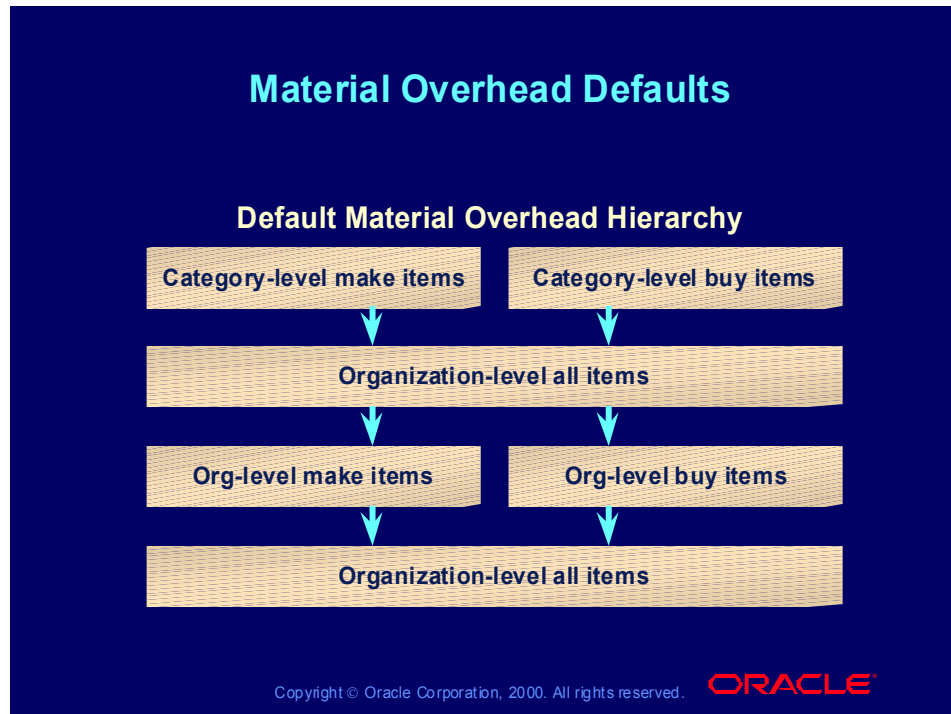 Material Overhead Defaults
Default Material Overhead Hierarchy
Category-level make items
Category-level buy items
Organization-level all items
Org-level make items
Org-level buy items
Organization-level all items
Copyright © Oracle Corporation, 2000. All rights reserved.
ORACLE®